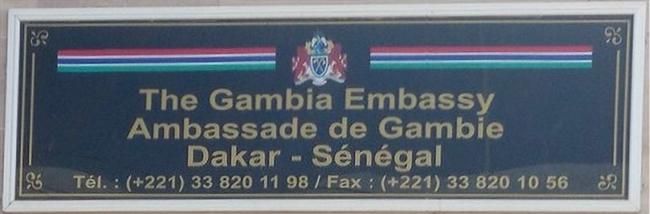 The Gambia Embassy
Ambassade de Gambie
Dakar - Sénégal
Tél. : (+221) 33 820 11 98 / Fax : (+221) 33 820 10 56